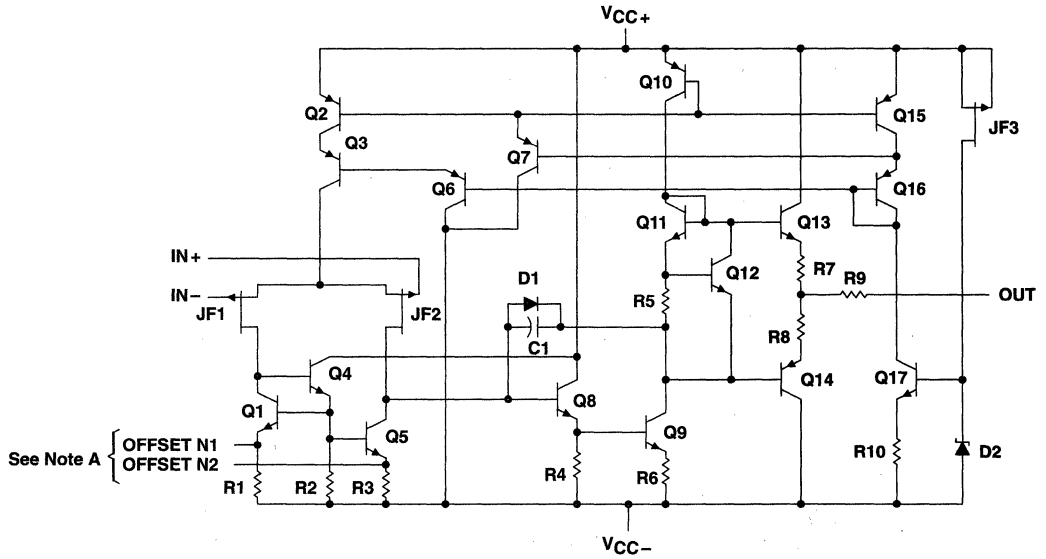 VCC+
Q10
Q2
Q3
Q7
Q6
Q15
JF3
Q16
Q11
Q13
Q12
IN+
IN-
JF1
JF2
D1
C1
R5
R7
R9
OUT
R8
Q4
Q1
Q5
Q8
Q9
Q14
Q17
See Note A
OFFSET N1
OFFSET N2
R1
R2
R3
R4
R6
R10
D2
VCC-